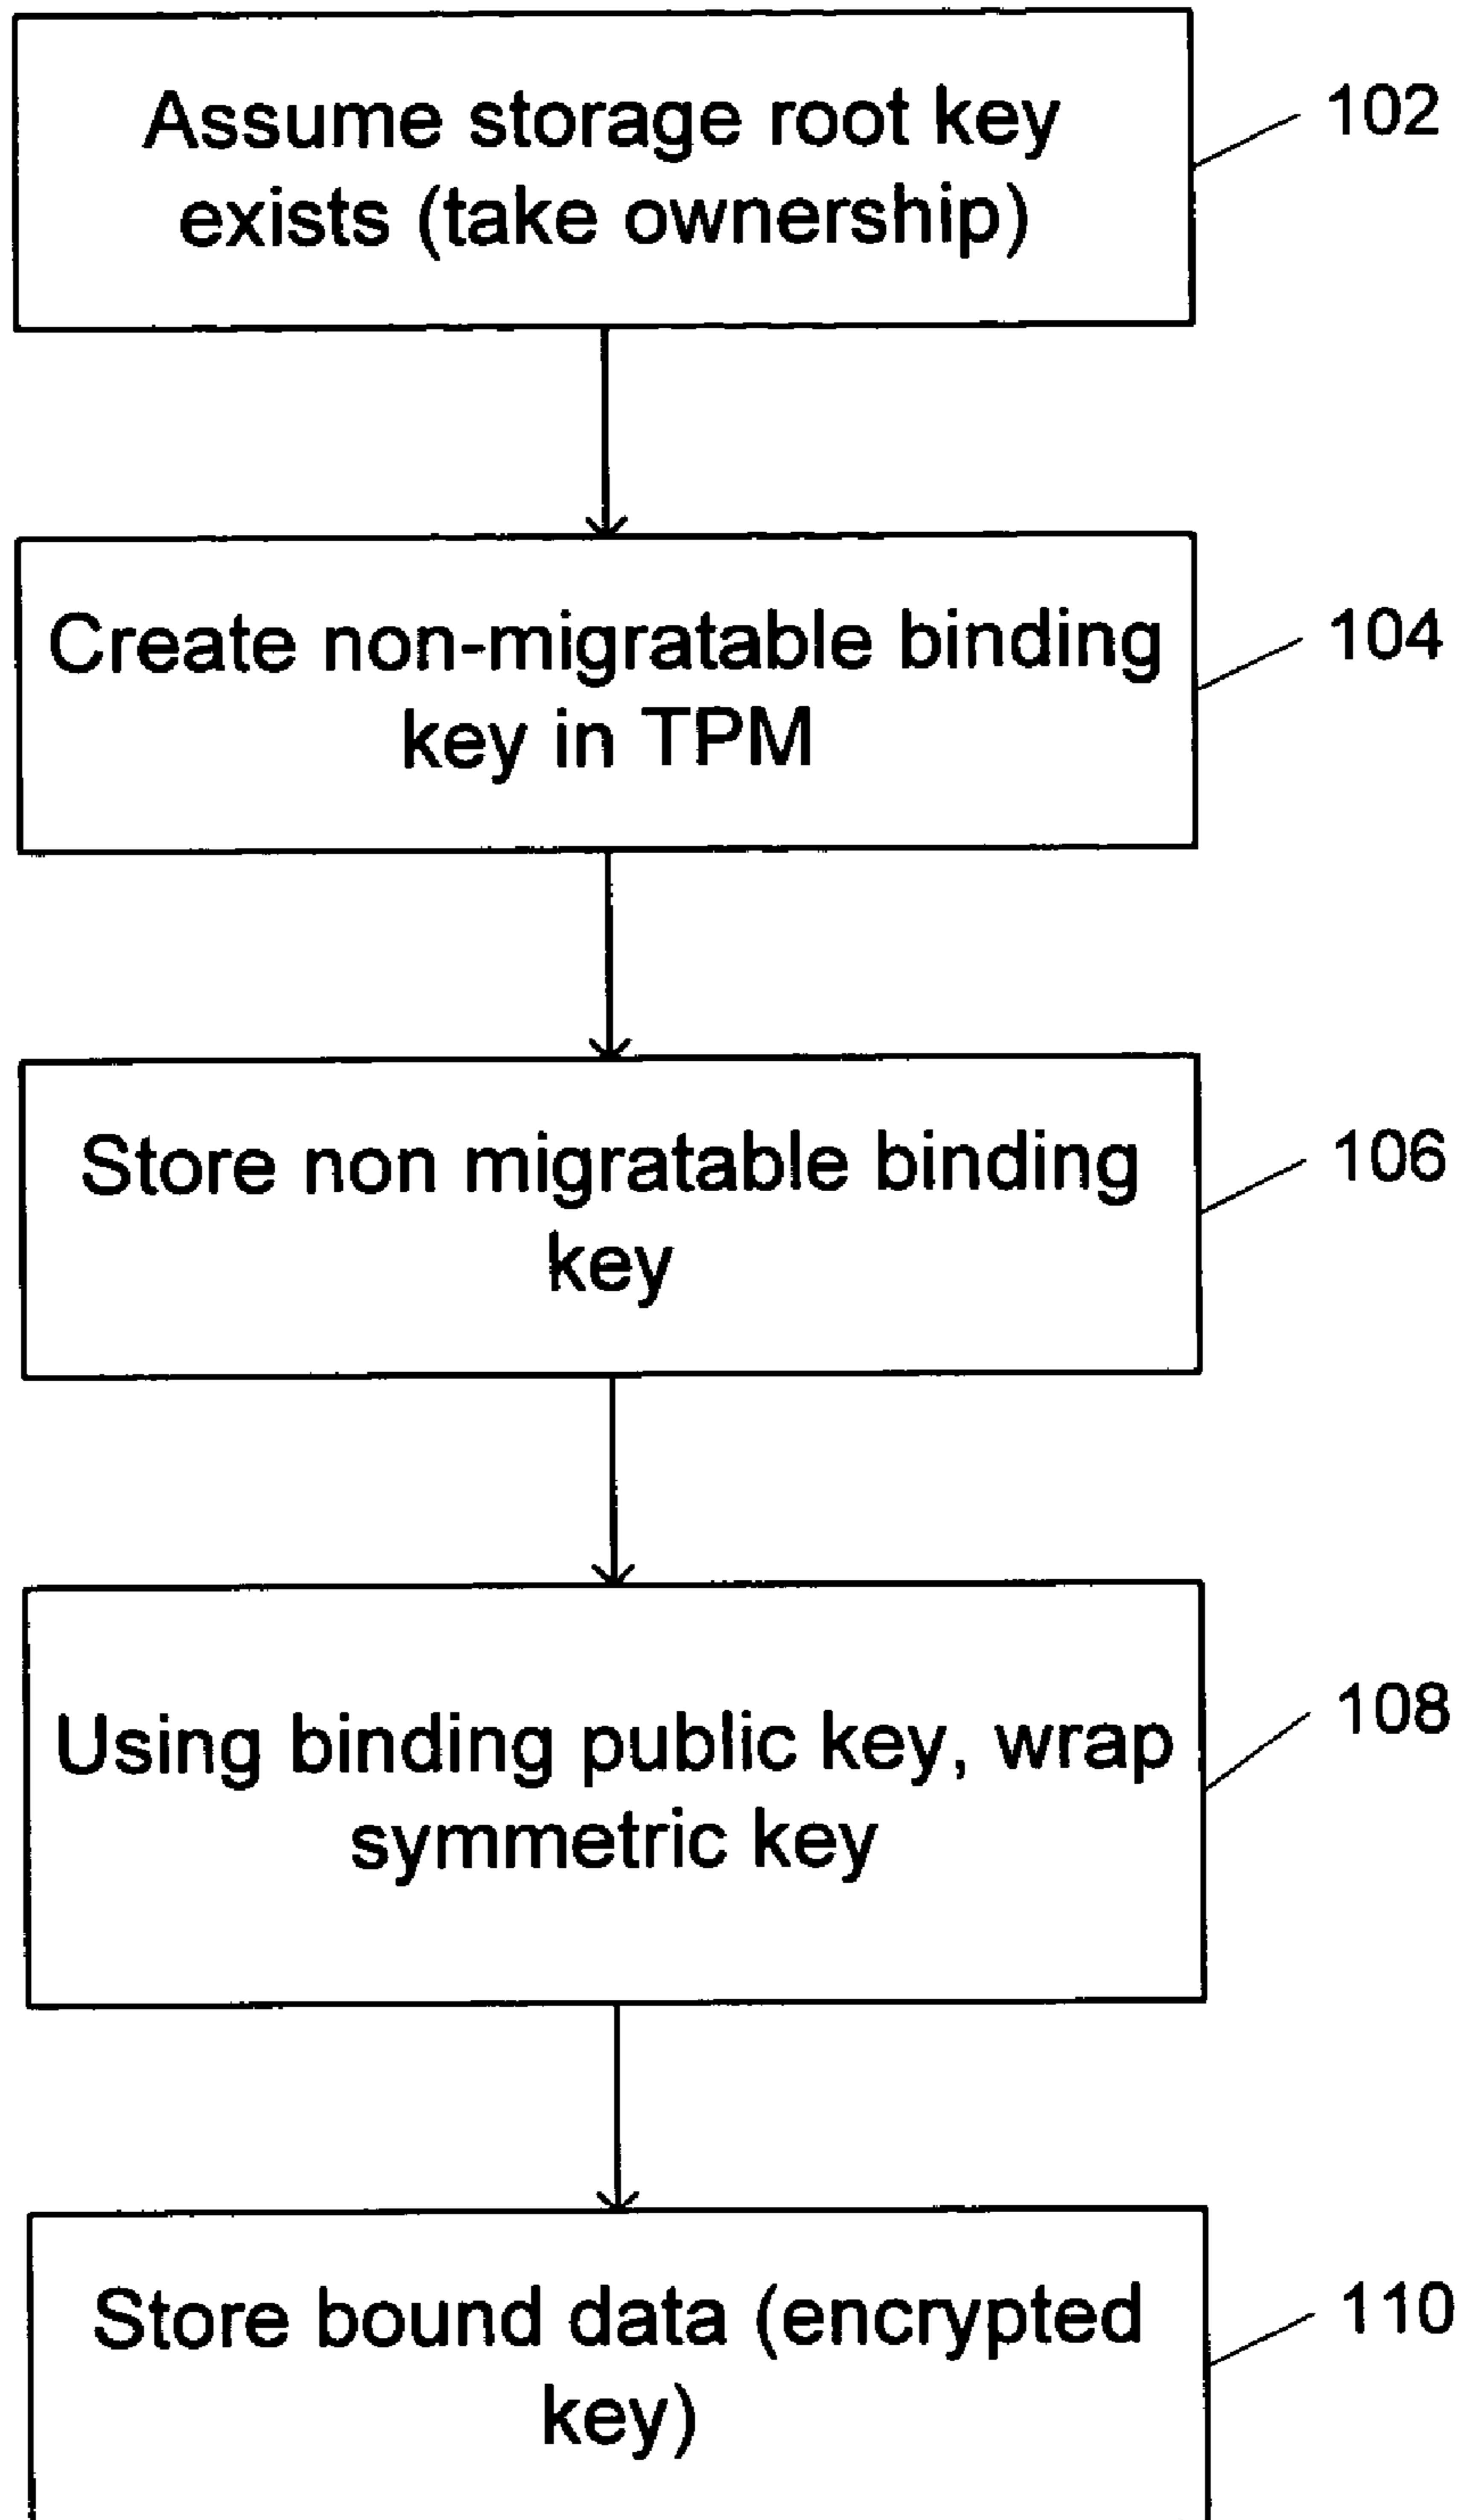 Assume storage root key
exists (take ownership)
102
Create non-migratable binding
key in TPM
104
Store non migratable binding
key
106
Using binding public key, wrap
symmetric key
108
Store bound data (encrypted
key)
110